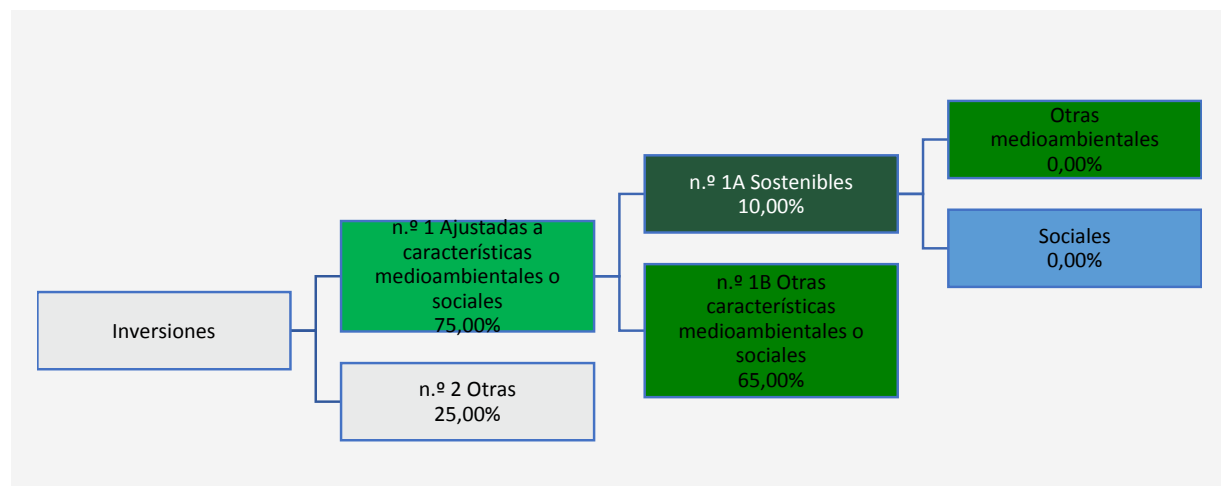 Inversiones
n.º 1 Ajustadas a
características
medioambientales o
sociales
75,00%
n.º 2 Otras
25,00%
n.º 1A Sostenibles
10,00%
n.º 1B Otras
características
medioambientales o
sociales
65,00%
Otras
medioambientales
0,00%
Sociales
0,00%